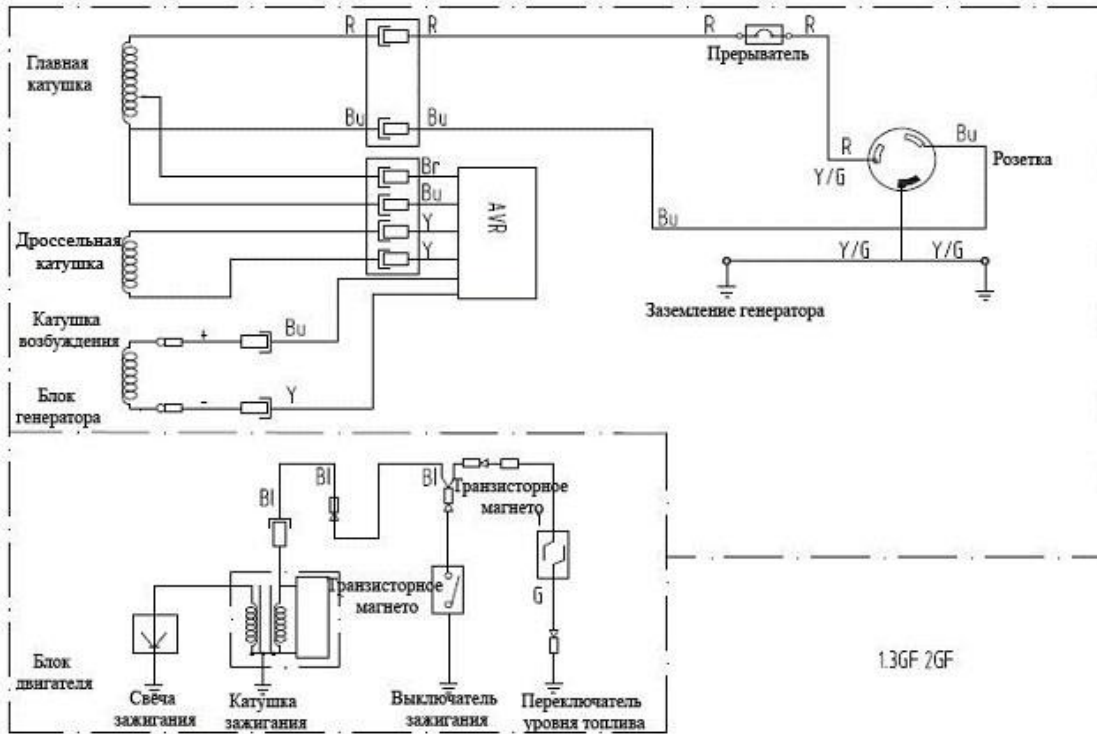 R
R
R
R
Главная
катушка
Прерыватель
Bu
Bu
R
Bu
Розетка
Y/G
Br
Bu
Y
Y
AVR
Bu
Дроссельная
катушка
Y/G
Y/G
Заземление генератора
Катушка
возбуждения
+
Bu
Блок
генератора
-
Y
Bl
Bl
Bl
Транзисторное
магнето
Y
G
Транзисторное
магнето
Блок
двигателя
Свеча
зажигания
Катушка
зажигания
Выключатель
зажигания
Переключатель
уровня топлива
1.3GF 2GF